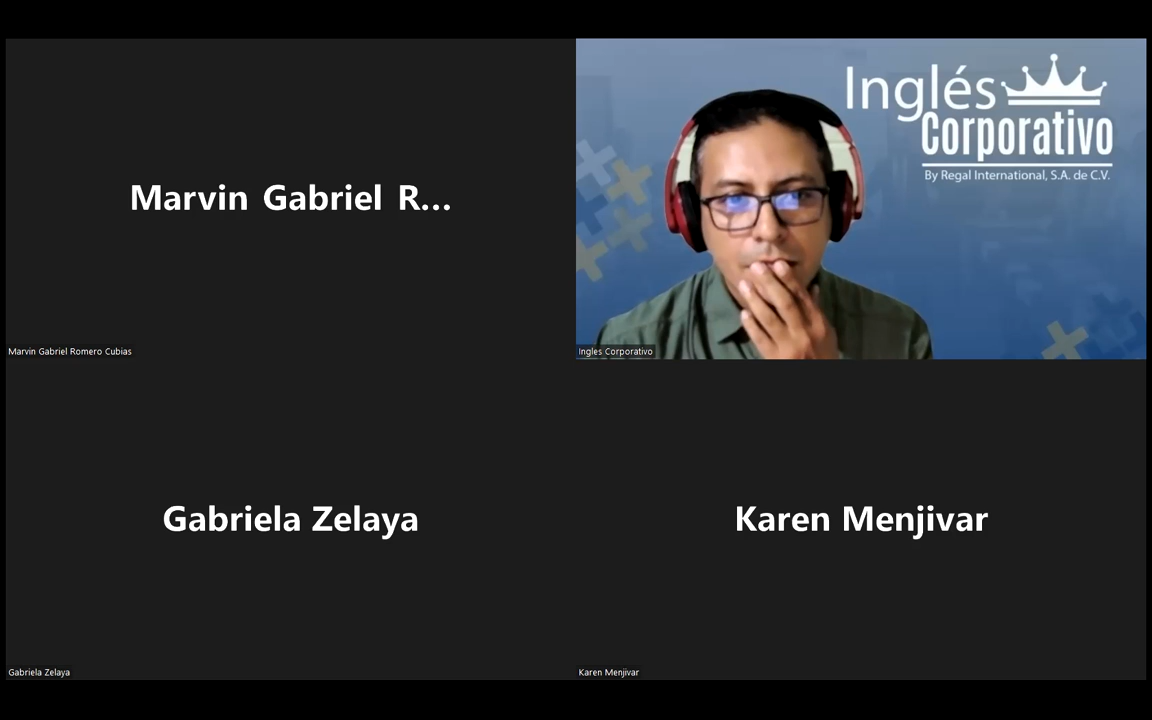 Marvin Gabriel R...
Marvin Gabriel Romero Cubias
Inglés
Corporativo
By Regal International, S.A. de C.V.
Ingles Corporativo
Gabriela Zelaya
Gabriela Zelaya
Karen Menjivar
Karen Menjivar